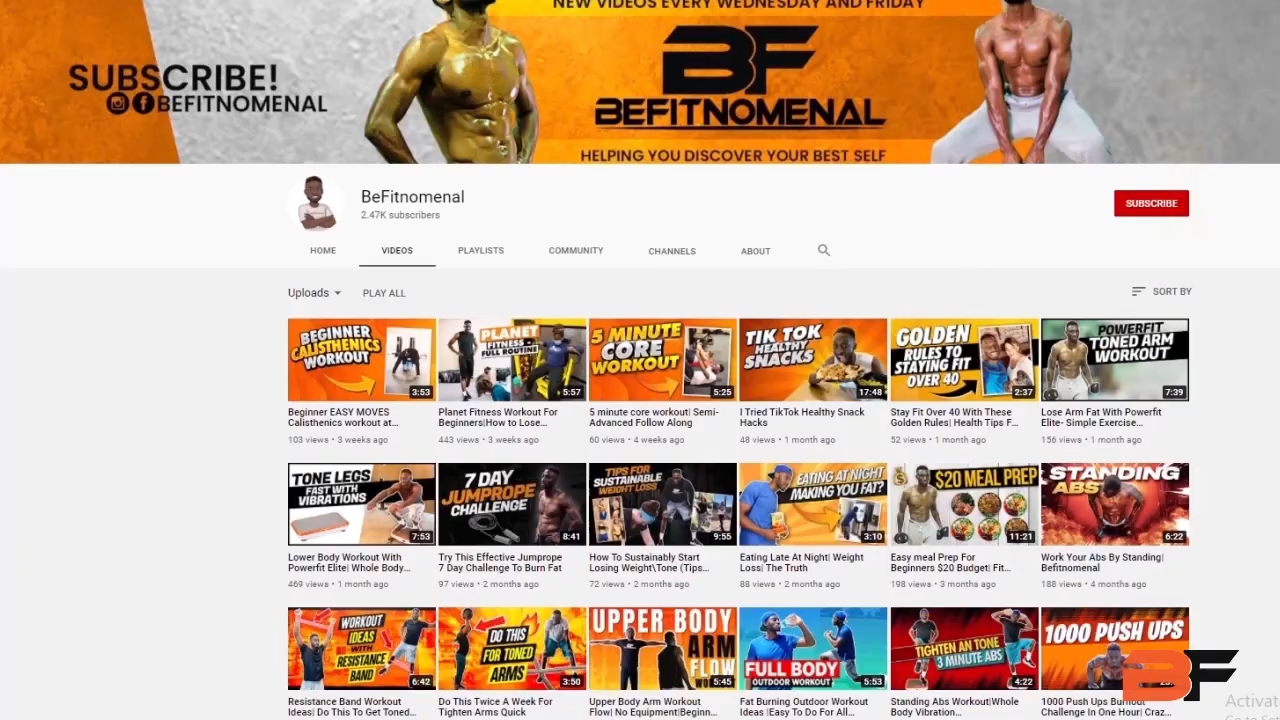 NEW VIDEOS EVERY WEDNESDAY AND FRIDAY
SUBSCRIBE!
BEFITNOMENAL
BF
BEFITNOMENAL
HELPING YOU DISCOVER YOUR BEST SELF
BeFitnomenal
2.47K subscribers
SUBSCRIBE
HOME VIDEOS PLAYLISTS COMMUNITY CHANNELS ABOUT
Uploads PLAY ALL SORT BY
BEGINNER
CALISTHENICS
WORKOUT
3:53
PLANET
FITNESS
FULL ROUTINE
5:57
5 MINUTE
CORE
WORKOUT
5:25
TIK TOK
HEALTHY
SNACKS
17:48
GOLDEN
RULES TO
STAYING FIT
OVER 40
2:37
POWERFIT
TONED ARM
WORKOUT
7:39
Beginner EASY MOVES
Calisthenics workout at...
103 views • 3 weeks ago
Planet Fitness Workout For
Beginners|How to Lose...
443 views • 3 weeks ago
5 minute core workout| Semi-
Advanced Follow Along
60 views • 4 weeks ago
I Tried TikTok Healthy Snack
Hacks
48 views • 1 month ago
Stay Fit Over 40 With These
Golden Rules| Health Tips F...
52 views • 1 month ago
Lose Arm Fat With Powerfit
Elite- Simple Exercise...
156 views • 1 month ago
TONE LEGS
FAST WITH
VIBRATIONS
7:53
7 DAY
JUMPROPE
CHALLENGE
8:41
TIPS FOR
SUSTAINABLE
WEIGHT LOSS
9:55
EATING AT NIGHT
MAKING YOU FAT?
3:10
$20 MEAL PREP
11:21
STANDING
ABS
6:22
Lower Body Workout With
Powerfit Elite| Whole Body...
469 views • 1 month ago
Try This Effective Jumprope
7 Day Challenge To Burn Fat
97 views • 2 months ago
How To Sustainably Start
Losing Weight\Tone (Tips...
72 views • 2 months ago
Eating Late At Night| Weight
Loss| The Truth
88 views • 2 months ago
Easy meal Prep For
Beginners $20 Budget| Fit...
198 views • 3 months ago
Work Your Abs By Standing|
Befitnomenal
188 views • 4 months ago
WORKOUT
IDEAS
WITH
RESISTANCE
BAND
6:42
DO THIS
FOR TONED
ARMS
3:50
UPPER BODY
ARM
FLOW
5:45
FULL BODY
OUTDOOR WORKOUT
5:53
TIGHTEN AN TONE
3 MINUTE ABS
4:22
1000 PUSH UPS
BF
Resistance Band Workout
Ideas| Do This To Get Toned...
Do This Twice A Week For
Tighten Arms Quick
Upper Body Arm Workout
Flow| No Equipment|Beginn...
Fat Burning Outdoor Workout
Ideas |Easy To Do For All...
Standing Abs Workout|Whole
Body Vibration...
1000 Push Ups Burnout
Challenge In One Hour| Craz...
Activat